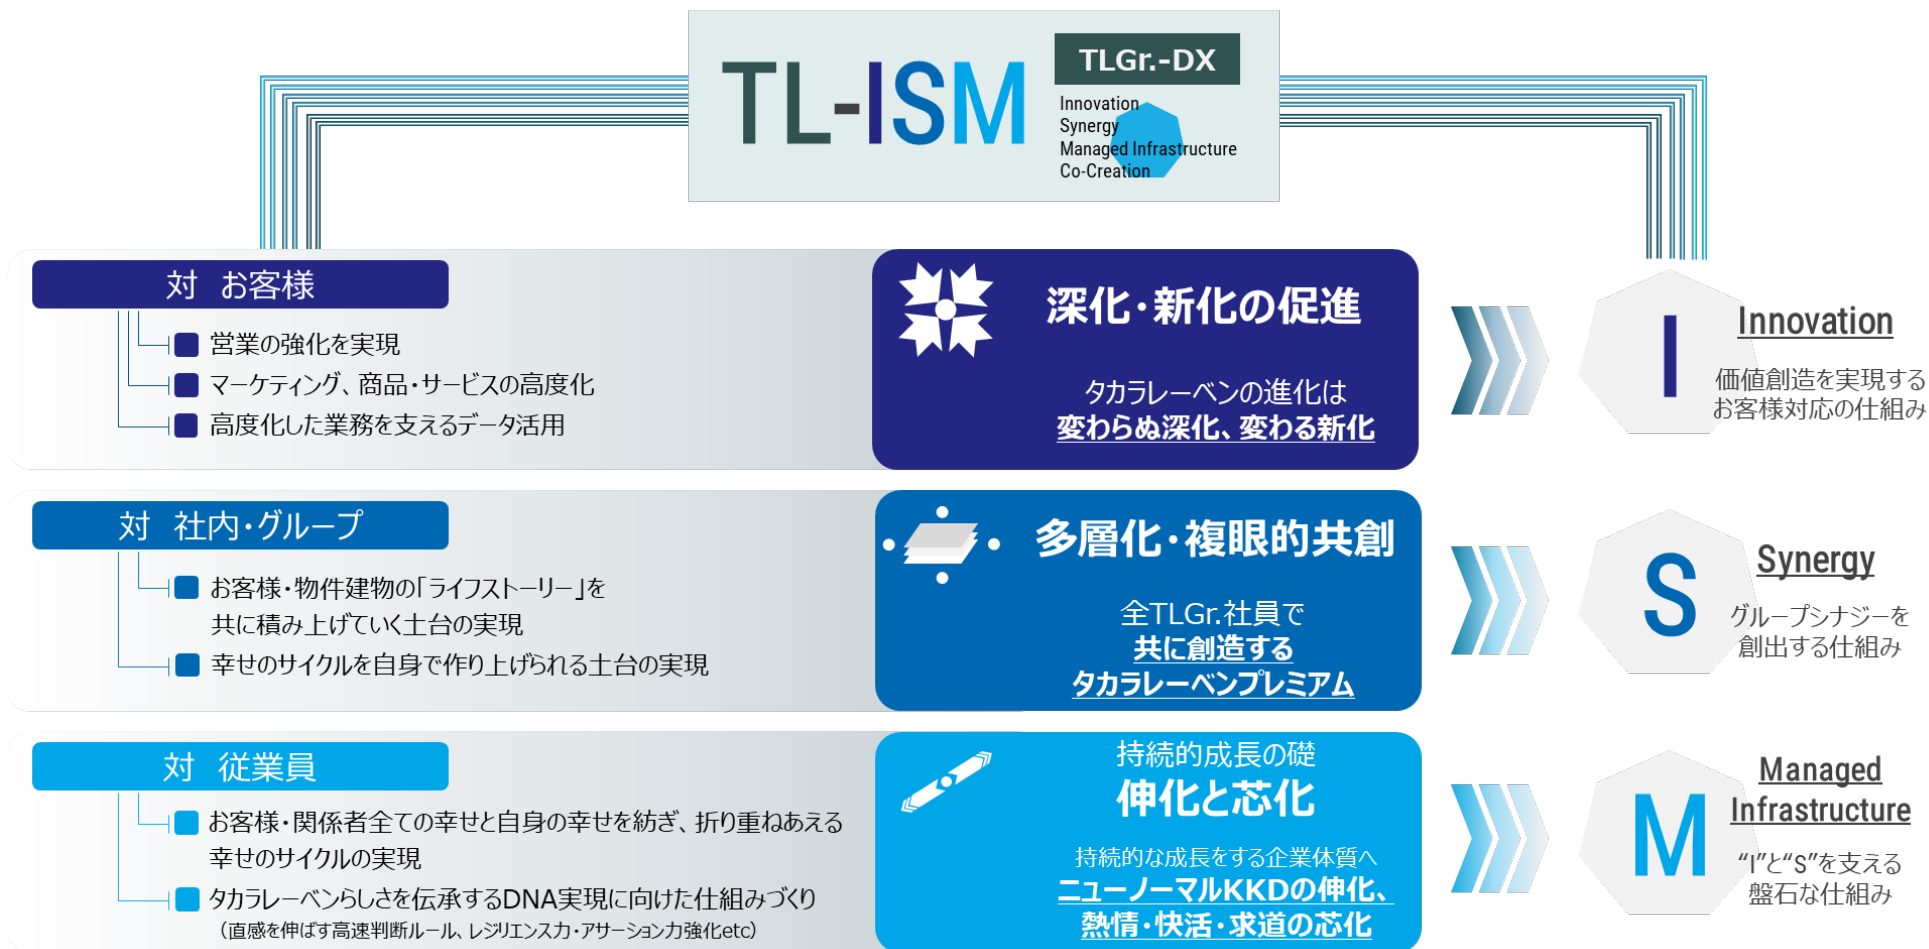 TL-ISM
TLGr.-DX
Innovation
Synergy
Managed Infrastructure
Co-Creation
対 お客様
営業の強化を実現
マーケティング、商品・サービスの高度化
高度化した業務を支えるデータ活用
深化・新化の促進
タカラレーベンの進化は
変わらぬ深化、変わる新化
I
Innovation
価値創造を実現する
お客様対応の仕組み
対 社内・グループ
お客様・物件建物の「ライフストーリー」を
共に積み上げていく土台の実現
幸せのサイクルを自身で作り上げられる土台の実現
多層化・複眼的共創
全TLGr.社員で
共に創造する
タカラレーベンプレミアム
S
Synergy
グループシナジーを
創出する仕組み
対 従業員
お客様・関係者全ての幸せと自身の幸せを紡ぎ、折り重ねあえる
幸せのサイクルの実現
タカラレーベンらしさを伝承するDNA実現に向けた仕組みづくり
（直感を伸ばす高速判断ルール、レジリエンス力・アサーション力強化etc）
持続的成長の礎
伸化と芯化
持続的な成長をする企業体質へ
ニューノーマルKKDの伸化、
熱情・快活・求道の芯化
M
Managed
Infrastructure
“I”と“S”を支える
盤石な仕組み